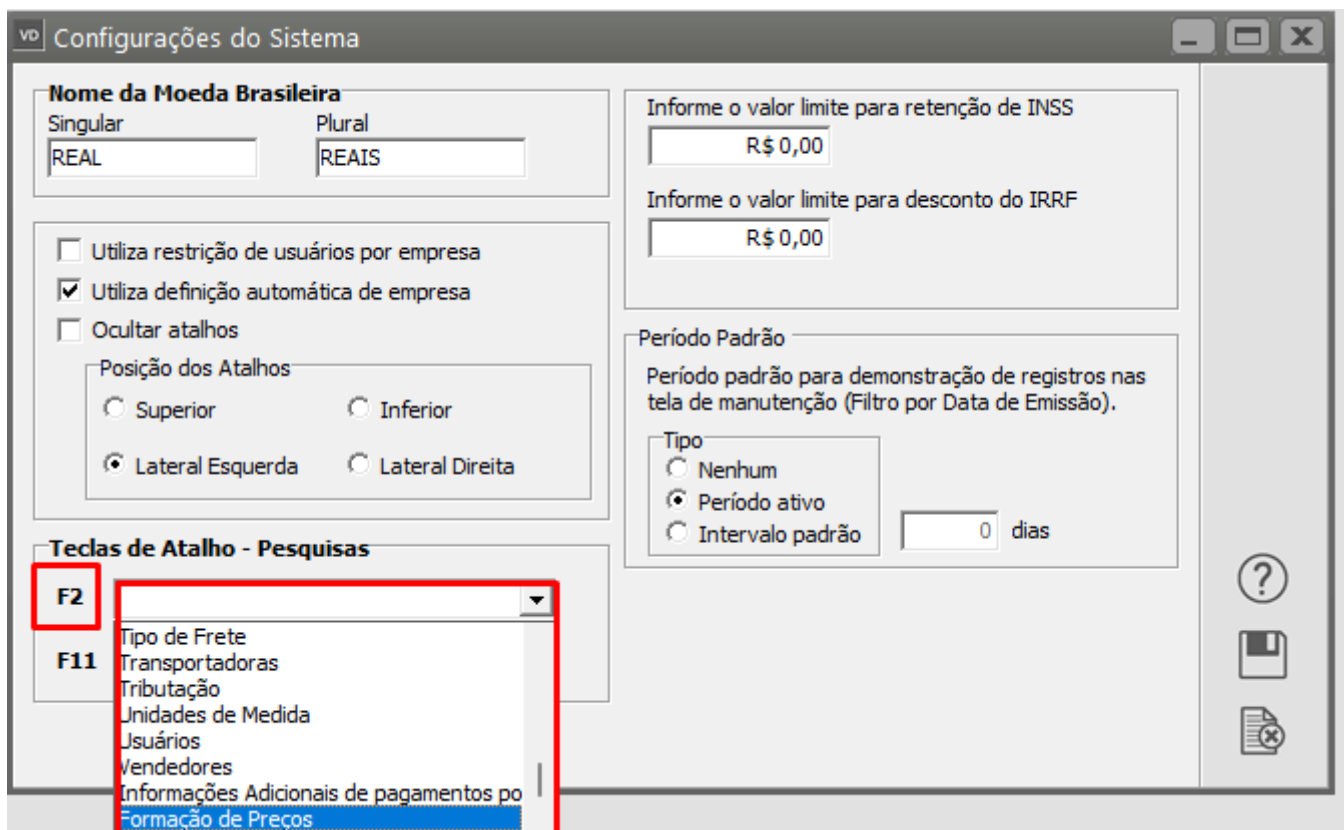 VD Configurações do Sistema
Nome da Moeda Brasileira
Singular Plural
REAL REAIS
Utiliza restrição de usuários por empresa
Utiliza definição automática de empresa
Ocultar atalhos
Posição dos Atalhos
Superior Inferior
Lateral Esquerda Lateral Direita
Teclas de Atalho - Pesquisas
F2
F11
Tipo de Frete
Transportadoras
Tributação
Unidades de Medida
Usuários
Vendedores
Informações Adicionais de pagamentos po
Formação de Preços
Informe o valor limite para retenção de INSS
R$ 0,00
Informe o valor limite para desconto do IRRF
R$ 0,00
Período Padrão
Período padrão para demonstração de registros nas
tela de manutenção (Filtro por Data de Emissão).
Tipo
Nenhum
Período ativo
Intervalo padrão 0 dias